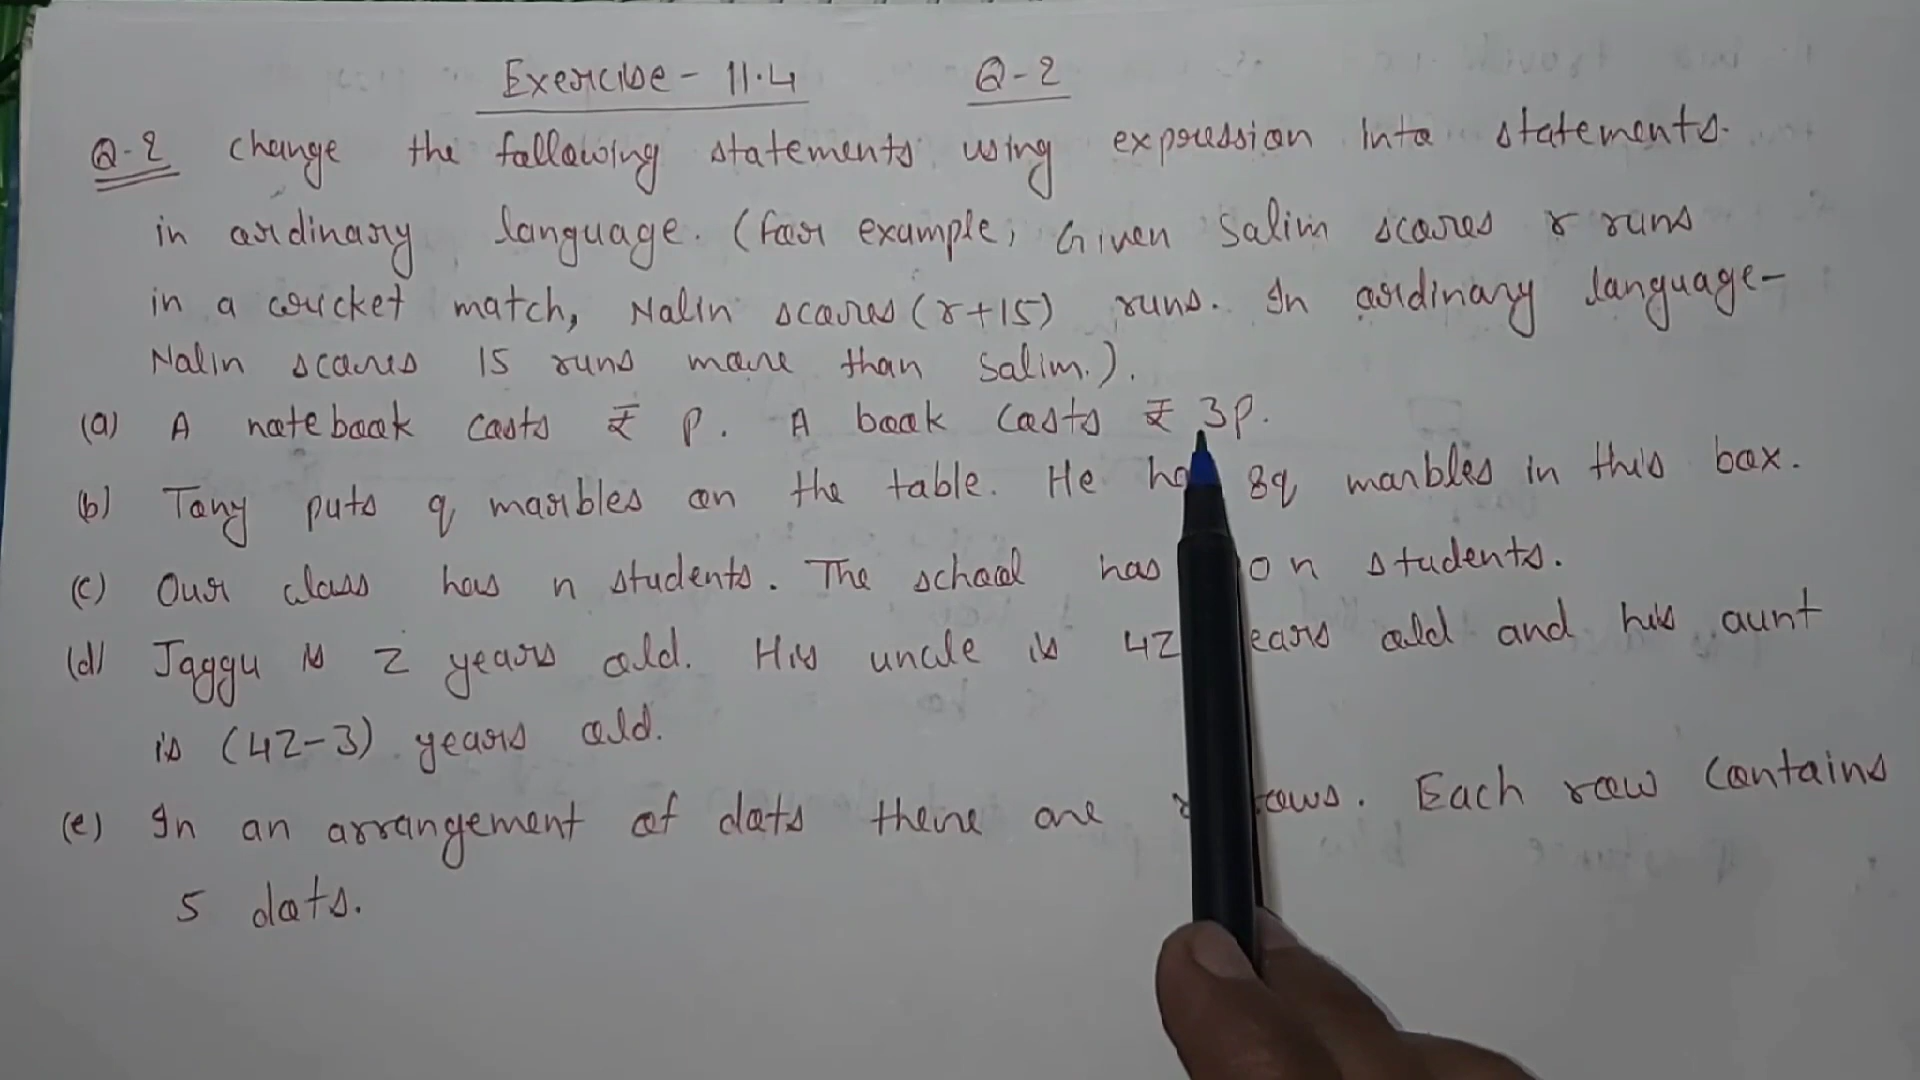 Exercise - 11.4 Q-2
Q-2 change the following statements using expression into statements.
in ordinary language. (for example, Given Salim scores r runs
in a cricket match, Nalin scores (r+15) runs. In ordinary language-
Nalin scores 15 runs more than Salim.).
(a) A notebook costs ₹ p. A book costs ₹ 3p.
(b) Tony puts q marbles on the table. He 8q marbles in this box.
(c) Our class has n students. The school has n students.
(d) Jaggu is z years old. His uncle is 4z old and his aunt
is (4z-3) years old.
(e) In an arrangement of dots there are. Each row contains
5 dots.